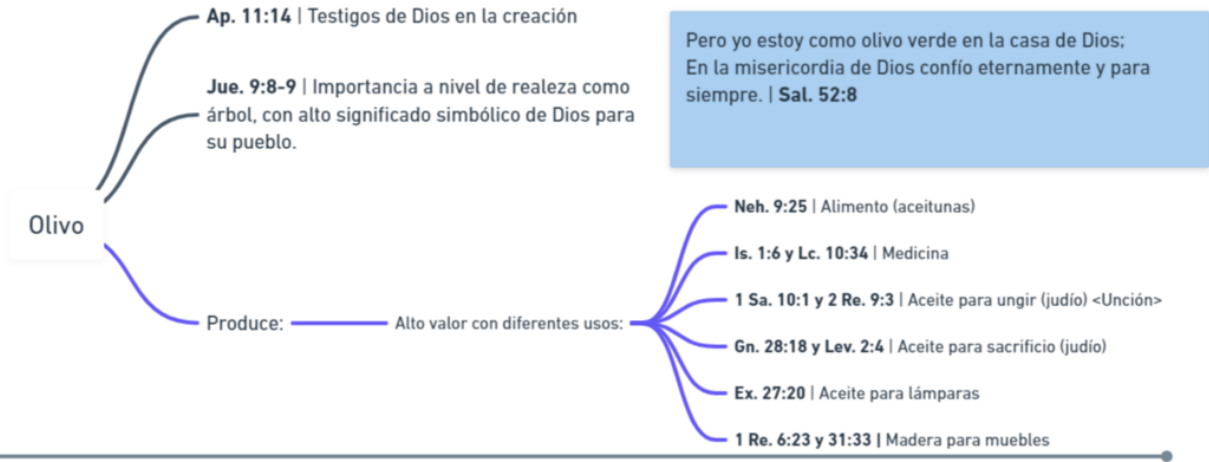 Ap. 11:14 | Testigos de Dios en la creación
Jue. 9:8-9 | Importancia a nivel de realeza como
árbol, con alto significado simbólico de Dios para
su pueblo.
Pero yo estoy como olivo verde en la casa de Dios;
En la misericordia de Dios confío eternamente y para
siempre. | Sal. 52:8
Olivo
Produce:
Alto valor con diferentes usos:
Neh. 9:25 | Alimento (aceitunas)
Is. 1:6 y Lc. 10:34 | Medicina
1 Sa. 10:1 y 2 Re. 9:3 | Aceite para ungir (judío) <Unción>
Gn. 28:18 y Lev. 2:4 | Aceite para sacrificio (judío)
Ex. 27:20 | Aceite para lámparas
1 Re. 6:23 y 31:33 | Madera para muebles